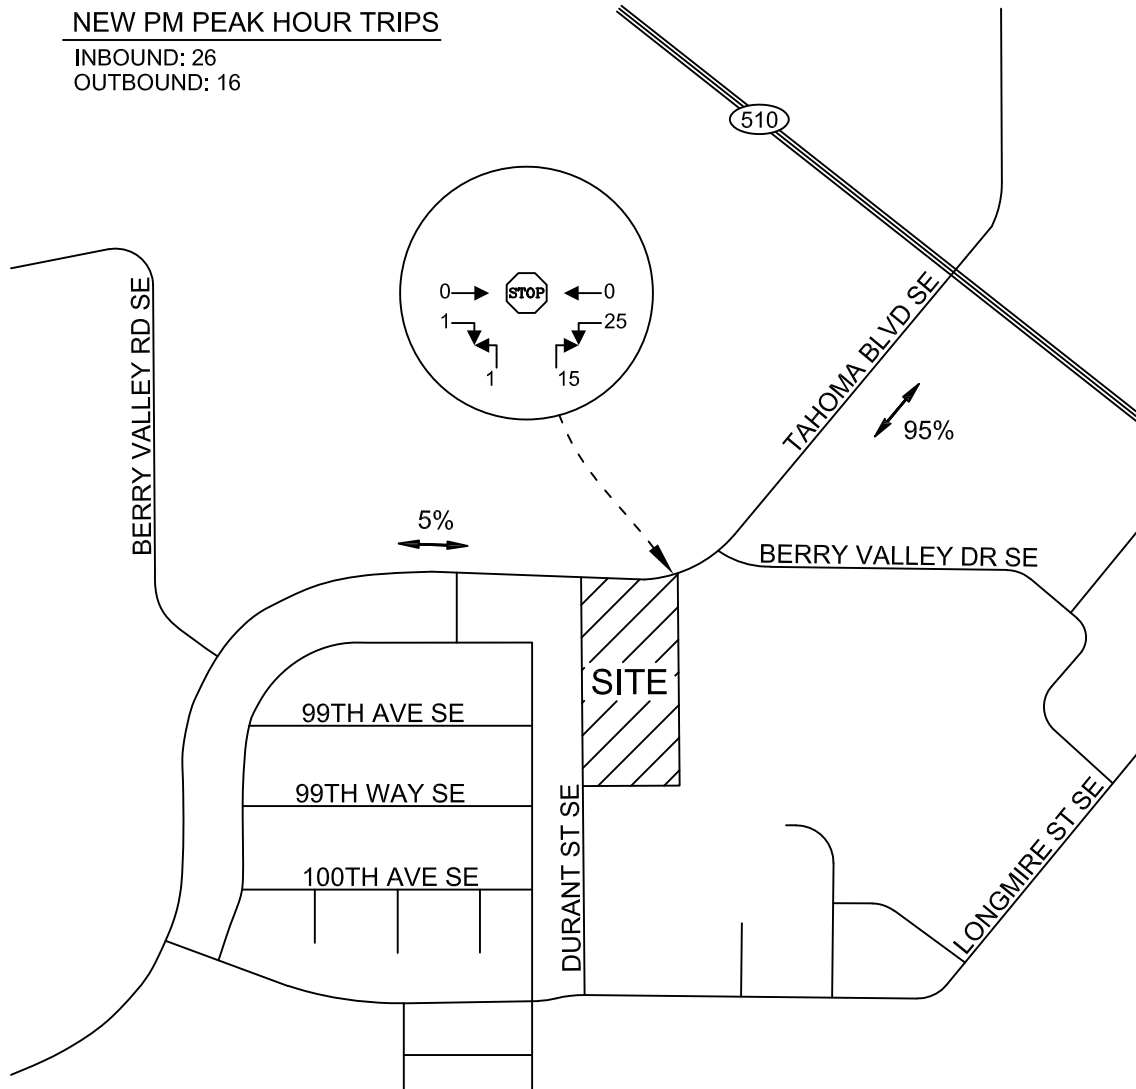 NEW PM PEAK HOUR TRIPS
INBOUND: 26
OUTBOUND: 16
510
0
STOP
0
1
25
1
15
BERRY VALLEY RD SE
TAHOMA BLVD SE
95%
5%
BERRY VALLEY DR SE
SITE
99TH AVE SE
99TH WAY SE
100TH AVE SE
DURANT ST SE
LONGMIRE ST SE